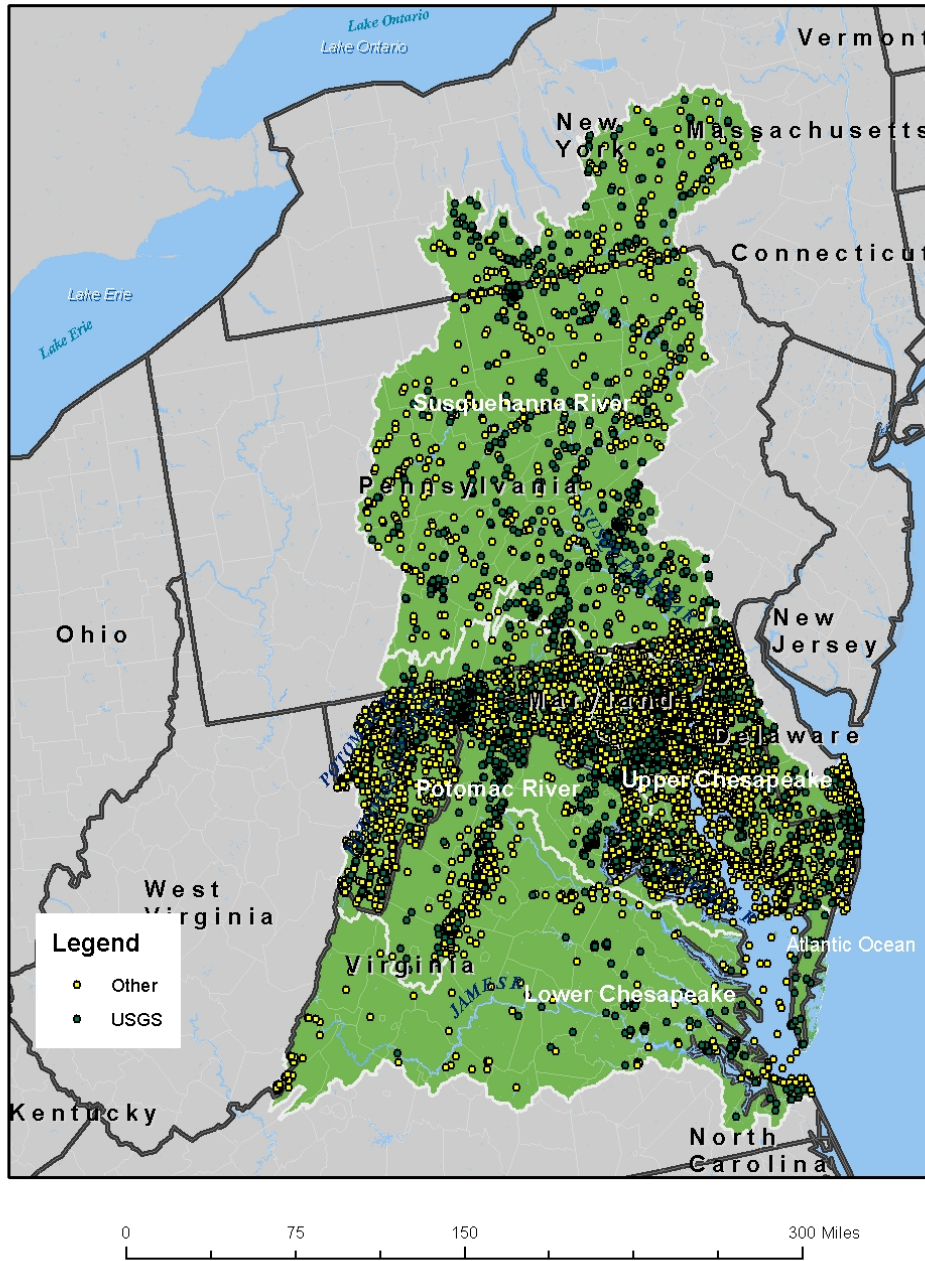 Lake Ontario
Lake Ontario
Vermont
New
York
Massachusetts
Connecticut
Lake Erie
Lake Erie
Susquehanna River
Pennsylvania
SUSQUEHANNA R
Ohio
New
Jersey
Maryland
Delaware
Potomac River
Upper Chesapeake
West
Virginia
Legend
Other
USGS
Atlantic Ocean
Virginia
JAMES R
Lower Chesapeake
Kentucky
North
Carolina
0 75 150 300 Miles